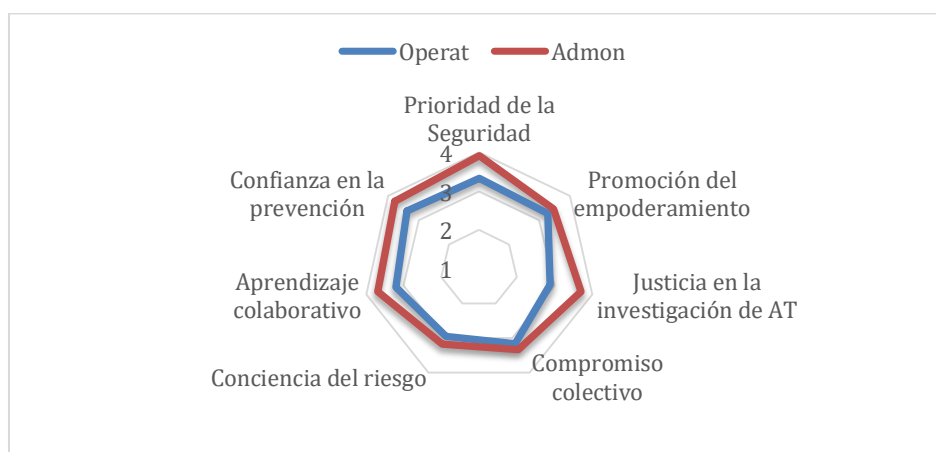 Operat
Admon
Prioridad de la
Seguridad
4
3
2
1
Promoción del
empoderamiento
Justicia en la
investigación de AT
Compromiso
colectivo
Conciencia del riesgo
Aprendizaje
colaborativo
Confianza en la
prevención